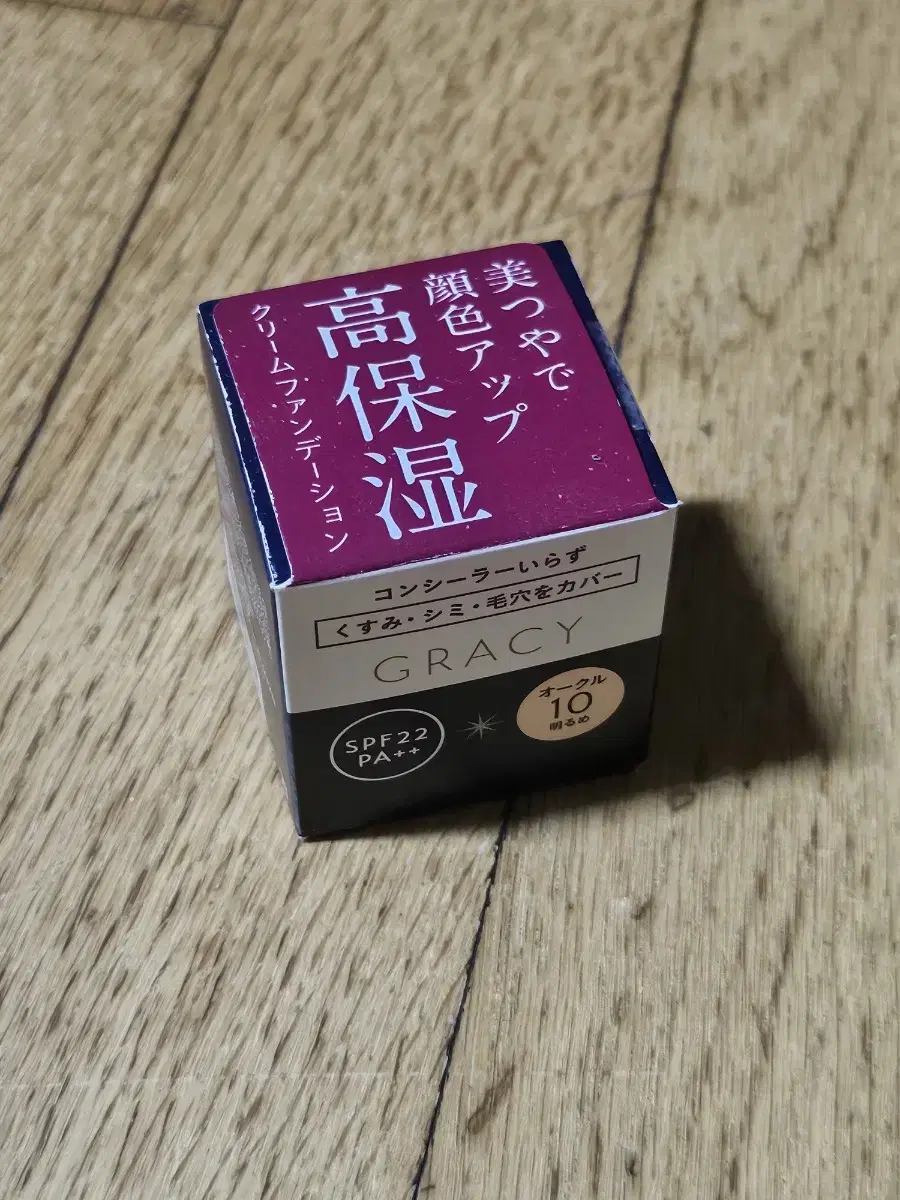 美つやで
顔色アップ
高保湿
クリームファンデーション
コンシーラーいらず
くすみ・シミ・毛穴をカバー
GRACY
SPF22
PA++
オークル
10
明るめ